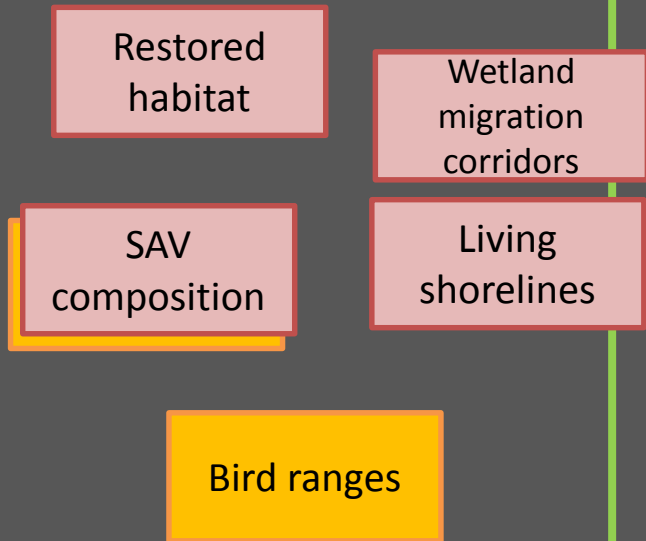 Restored
habitat
Wetland
migration
corridors
SAV
composition
Living
shorelines
Bird ranges